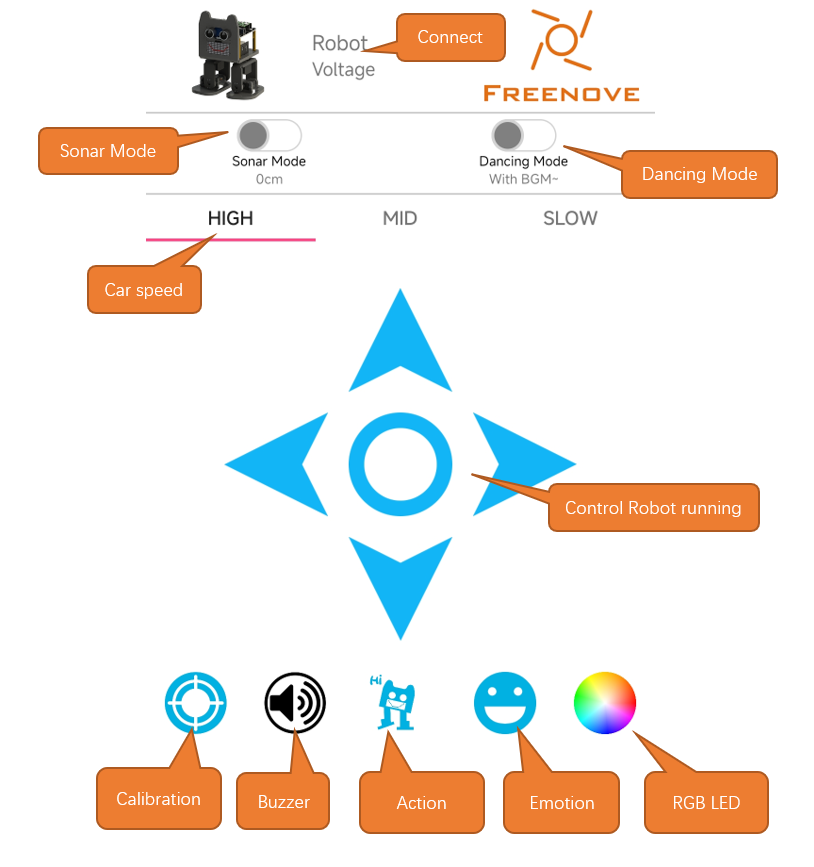 Robot
Connect
Voltage
FREENOVE
Sonar Mode
Sonar Mode
0cm
Dancing Mode
With BGM~
Dancing Mode
HIGH
MID
SLOW
Car speed
Control Robot running
Hi
Calibration
Buzzer
Action
Emotion
RGB LED